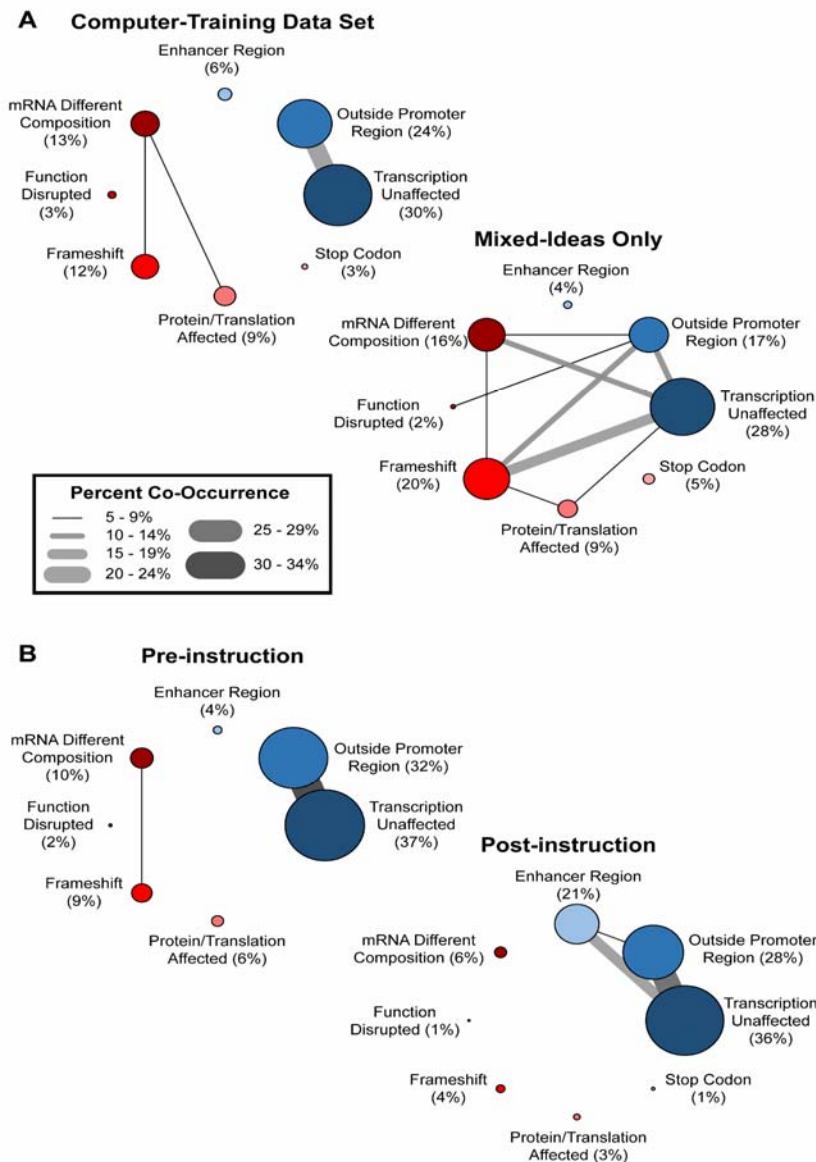 A
Computer-Training Data Set
Enhancer Region
(6%)
mRNA Different
Composition
(13%)
Outside Promoter
Region (24%)
Function
Disrupted
(3%)
Transcription
Unaffected
(30%)
Frameshift
(12%)
Stop Codon
(3%)
Protein/Translation
Affected (9%)
Mixed-Ideas Only
Enhancer Region
(4%)
mRNA Different
Composition (16%)
Outside Promoter
Region (17%)
Function
Disrupted (2%)
Transcription
Unaffected
(28%)
Frameshift
(20%)
Stop Codon
(5%)
Protein/Translation
Affected (9%)
Percent Co-Occurrence
5 - 9%
10 - 14%
15 - 19%
20 - 24%
25 - 29%
30 - 34%
B
Pre-instruction
Enhancer Region
(4%)
mRNA Different
Composition
(10%)
Outside Promoter
Region (32%)
Function
Disrupted
(2%)
Transcription
Unaffected
(37%)
Frameshift
(9%)
Protein/Translation
Affected (6%)
Post-instruction
Enhancer Region
(21%)
mRNA Different
Composition (6%)
Outside Promoter
Region (28%)
Function
Disrupted (1%)
Transcription
Unaffected
(36%)
Frameshift
(4%)
Stop Codon
(1%)
Protein/Translation
Affected (3%)